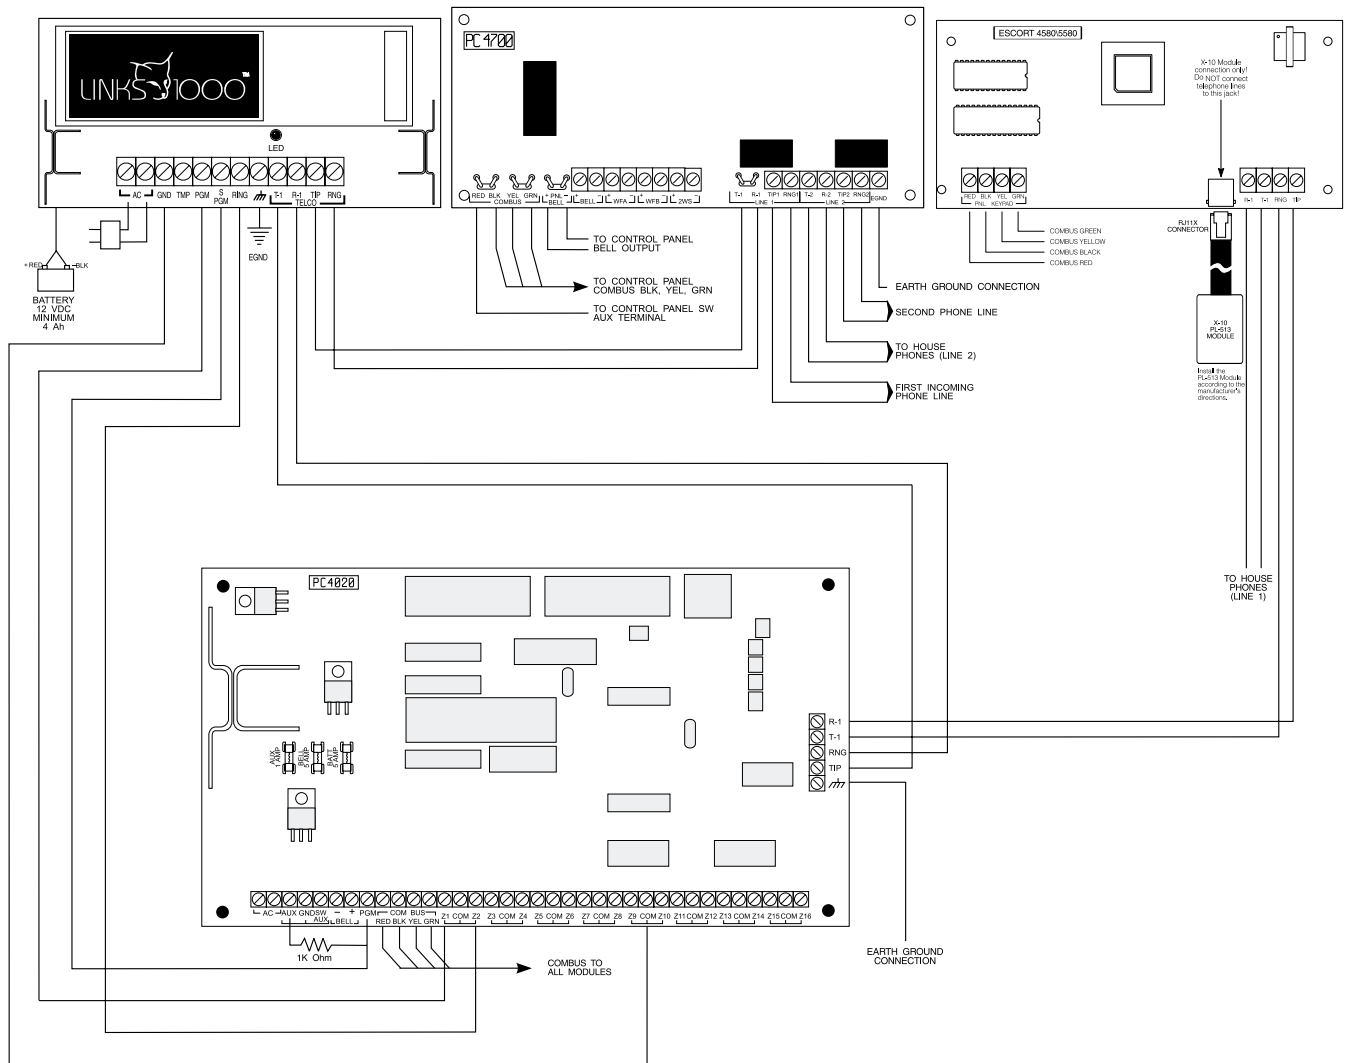 LINKS 1000™
LED
AC GND TMP PGM S PGM RING T-1 R-1 TIP RNG
TELCO
EGND
+ RED – BLK
BATTERY
12 VDC
MINIMUM
4 Ah
PC4700
RED BLK YEL GRN + PNL – + – + – + – + –
COMBUS BELL BELL WFA WFB 2WS
T-1 R-1 TIP1 RNG1 T-2 R-2 TIP2 RNG2 EGND
LINE 1 LINE 2
TO CONTROL PANEL
BELL OUTPUT
TO CONTROL PANEL
COMBUS BLK, YEL, GRN
TO CONTROL PANEL SW
AUX TERMINAL
EARTH GROUND CONNECTION
SECOND PHONE LINE
TO HOUSE
PHONES (LINE 2)
FIRST INCOMING
PHONE LINE
ESCORT 4580\5580
X-10 Module
connection only!
Do NOT connect
telephone lines
to this jack!
RED BLK YEL GRN
PNL KEYPAD
R-1 T-1 RNG TIP
RJ11X
CONNECTOR
COMBUS GREEN
COMBUS YELLOW
COMBUS BLACK
COMBUS RED
X-10
PL-513
MODULE
Install the
PL-513 Module
according to the
manufacturer's
directions.
TO HOUSE
PHONES
(LINE 1)
PC4020
AUX
1 AMP
BELL
5 AMP
BATT
5 AMP
R-1
T-1
RNG
TIP
AC AUX GND SW AUX – + PGM COM BUS Z1 COM Z2 Z3 COM Z4 Z5 COM Z6 Z7 COM Z8 Z9 COM Z10 Z11 COM Z12 Z13 COM Z14 Z15 COM Z16
BELL RED BLK YEL GRN
1K Ohm
COMBUS TO
ALL MODULES
EARTH GROUND
CONNECTION